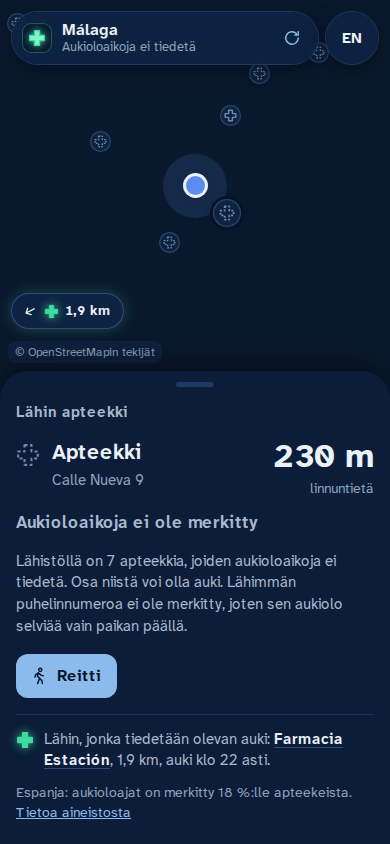 Málaga
Aukioloaikoja ei tiedetä
EN
1,9 km
© OpenStreetMapin tekijät
Lähin apteekki
Apteekki
230 m
Calle Nueva 9
linnuntietä
Aukioloaikoja ei ole merkitty
Lähistöllä on 7 apteekkia, joiden aukioloaikoja ei
tiedetä. Osa niistä voi olla auki. Lähimmän
puhelinnumeroa ei ole merkitty, joten sen aukiolo
selviää vain paikan päällä.
Reitti
Lähin, jonka tiedetään olevan auki: Farmacia
Estación, 1,9 km, auki klo 22 asti.
Espanja: aukioloajat on merkitty 18 %:lle apteekeista.
Tietoa aineistosta